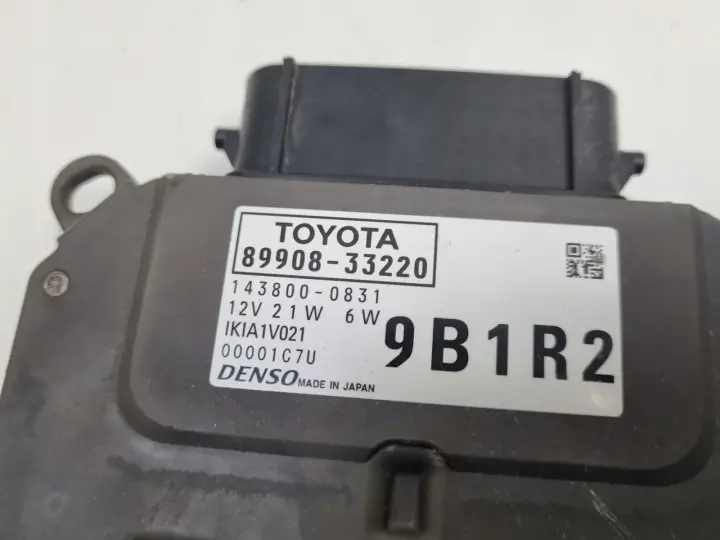 TOYOTA
89908-33220
143800-0831
12V 21W 6W
IKIA1V021
00001C7U
9B1R2
DENSO MADE IN JAPAN